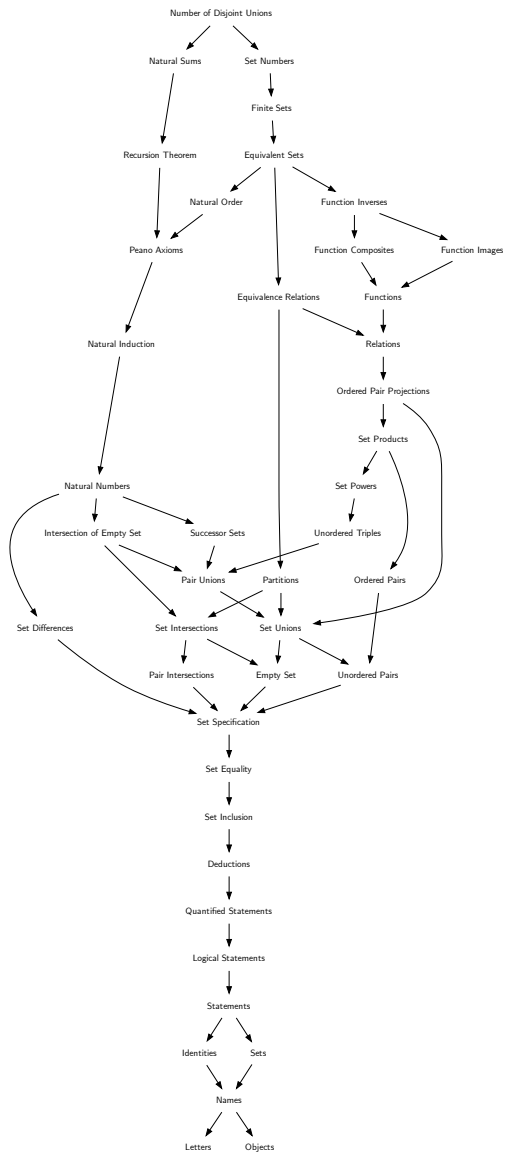 Number of Disjoint Unions
Natural Sums
Set Numbers
Finite Sets
Recursion Theorem
Equivalent Sets
Natural Order
Function Inverses
Peano Axioms
Function Composites
Function Images
Equivalence Relations
Functions
Natural Induction
Relations
Ordered Pair Projections
Set Products
Natural Numbers
Set Powers
Intersection of Empty Set
Successor Sets
Unordered Triples
Pair Unions
Partitions
Ordered Pairs
Set Differences
Set Intersections
Set Unions
Pair Intersections
Empty Set
Unordered Pairs
Set Specification
Set Equality
Set Inclusion
Deductions
Quantified Statements
Logical Statements
Statements
Identities
Sets
Names
Letters
Objects